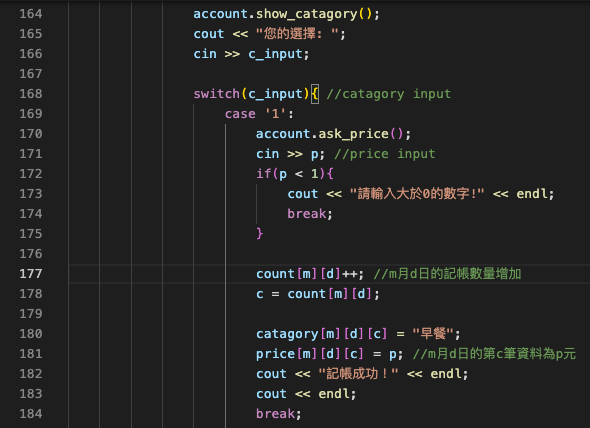 164 account.show_catagory();
165 cout << "您的選擇: ";
166 cin >> c_input;
167
168 switch(c_input){ //catagory input
169 case '1':
170 account.ask_price();
171 cin >> p; //price input
172 if(p < 1){
173 cout << "請輸入大於0的數字!" << endl;
174 break;
175 }
176
177 count[m][d]++; //m月d日的記帳數量增加
178 c = count[m][d];
179
180 catagory[m][d][c] = "早餐";
181 price[m][d][c] = p; //m月d日的第c筆資料為p元
182 cout << "記帳成功！" << endl;
183 cout << endl;
184 break;